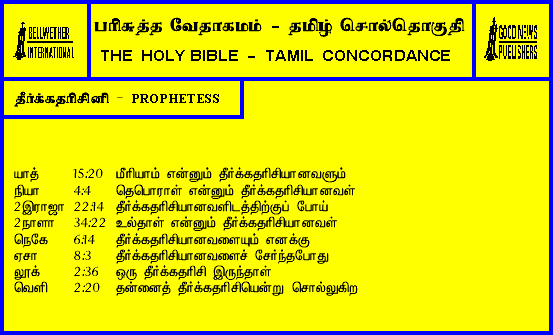 BELLWETHER
INTERNATIONAL
பரிசுத்த வேதாகமம் - தமிழ் சொல்தொகுதி
THE HOLY BIBLE - TAMIL CONCORDANCE
GOOD NEWS
PUBLISHERS
தீர்க்கதரிசினி - PROPHETESS
யாத் 15:20 மீரியாம் என்னும் தீர்க்கதரிசியானவளும்
நியா 4:4 தெபொராள் என்னும் தீர்க்கதரிசியானவள்
2இராஜா 22:14 தீர்க்கதரிசியானவளிடத்திற்குப் போய்
2நாளா 34:22 உல்தாள் என்னும் தீர்க்கதரிசியானவள்
நெகே 6:14 தீர்க்கதரிசியானவளையும் எனக்கு
ஏசா 8:3 தீர்க்கதரிசியானவளைச் சேர்ந்தபோது
லூக் 2:36 ஒரு தீர்க்கதரிசி இருந்தாள்
வெளி 2:20 தன்னைத் தீர்க்கதரிசியென்று சொல்லுகிற